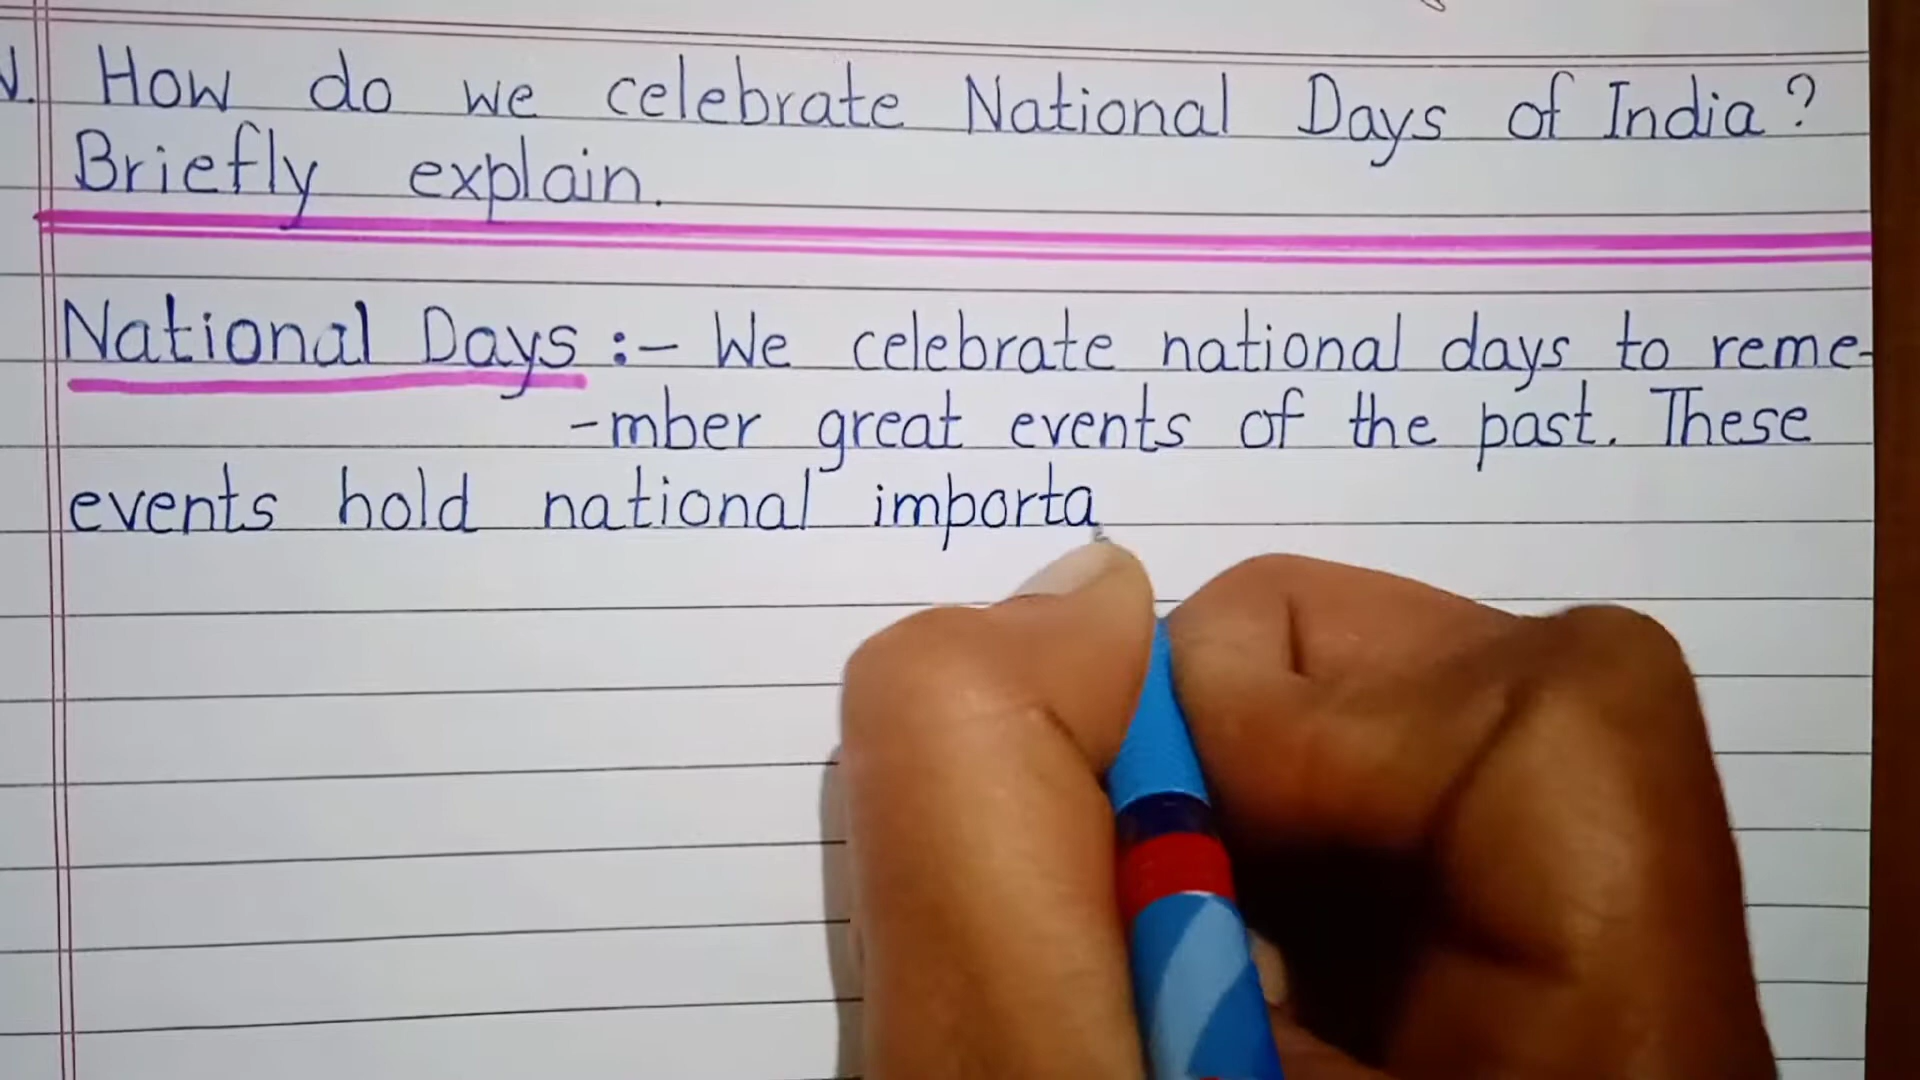 How do we celebrate National Days of India?
Briefly explain.
National Days :- We celebrate national days to reme-
-mber great events of the past. These
events hold national importa